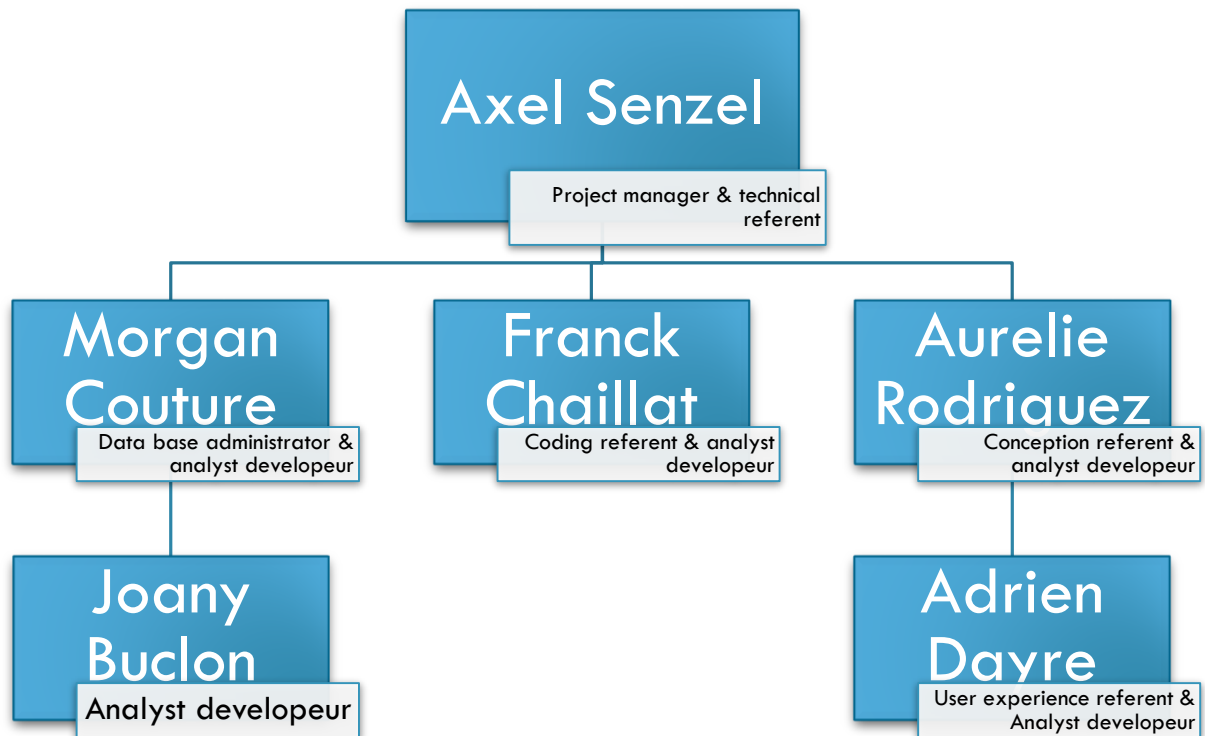 Axel Senzel
Project manager & technical
referent
Morgan
Couture
Data base administrator &
analyst developeur
Franck
Chaillat
Coding referent & analyst
developeur
Aurelie
Rodriguez
Conception referent &
analyst developeur
Joany
Buclon
Analyst developeur
Adrien
Dayre
User experience referent &
Analyst developeur